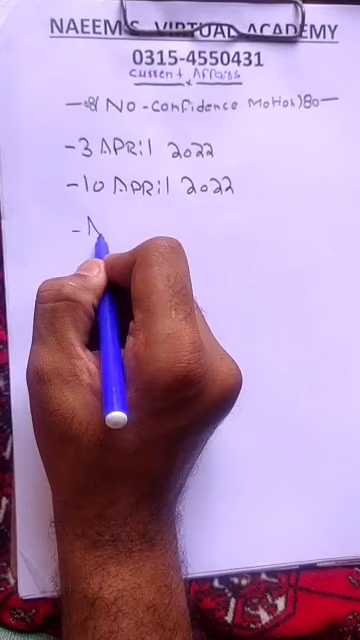 NAEEM'S VIRTUAL ACADEMY
0315-4550431
Current Affairs
No-Confidence Motion
-3 APRil 2022
-10 APRil 2022
-